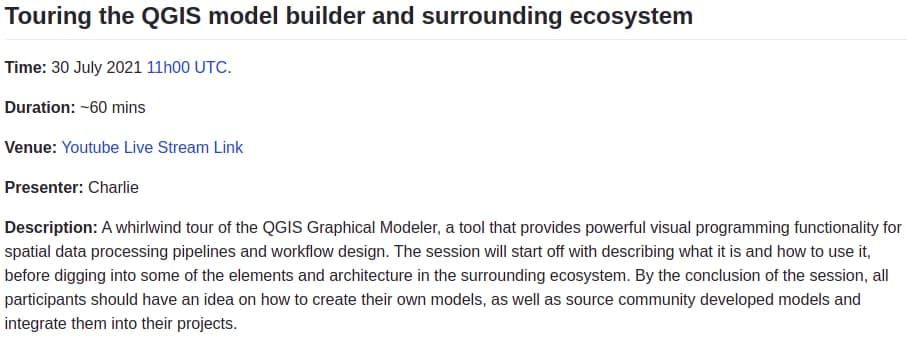 Touring the QGIS model builder and surrounding ecosystem
Time: 30 July 2021 11h00 UTC.
Duration: ~60 mins
Venue: Youtube Live Stream Link
Presenter: Charlie
Description: A whirlwind tour of the QGIS Graphical Modeler, a tool that provides powerful visual programming functionality for
spatial data processing pipelines and workflow design. The session will start off with describing what it is and how to use it,
before digging into some of the elements and architecture in the surrounding ecosystem. By the conclusion of the session, all
participants should have an idea on how to create their own models, as well as source community developed models and
integrate them into their projects.